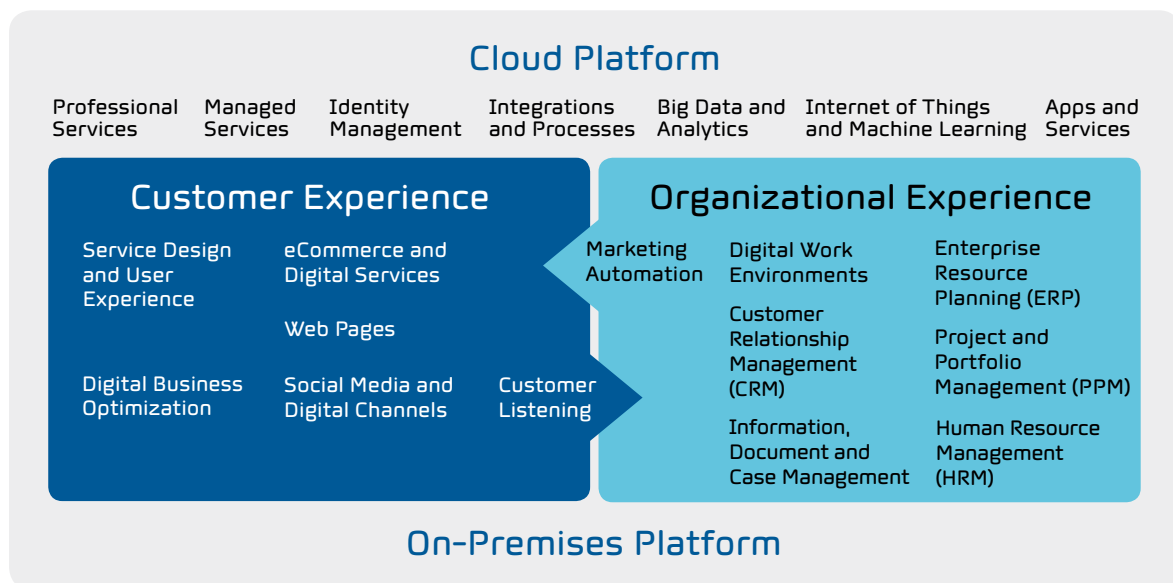 Cloud Platform
Professional
Services
Managed
Services
Identity
Management
Integrations
and Processes
Big Data and
Analytics
Internet of Things
and Machine Learning
Apps and
Services
Customer Experience
Service Design
and User
Experience
eCommerce and
Digital Services
Web Pages
Digital Business
Optimization
Social Media and
Digital Channels
Customer
Listening
Organizational Experience
Marketing
Automation
Digital Work
Environments
Customer
Relationship
Management
(CRM)
Information,
Document and
Case Management
Enterprise
Resource
Planning (ERP)
Project and
Portfolio
Management (PPM)
Human Resource
Management
(HRM)
On-Premises Platform